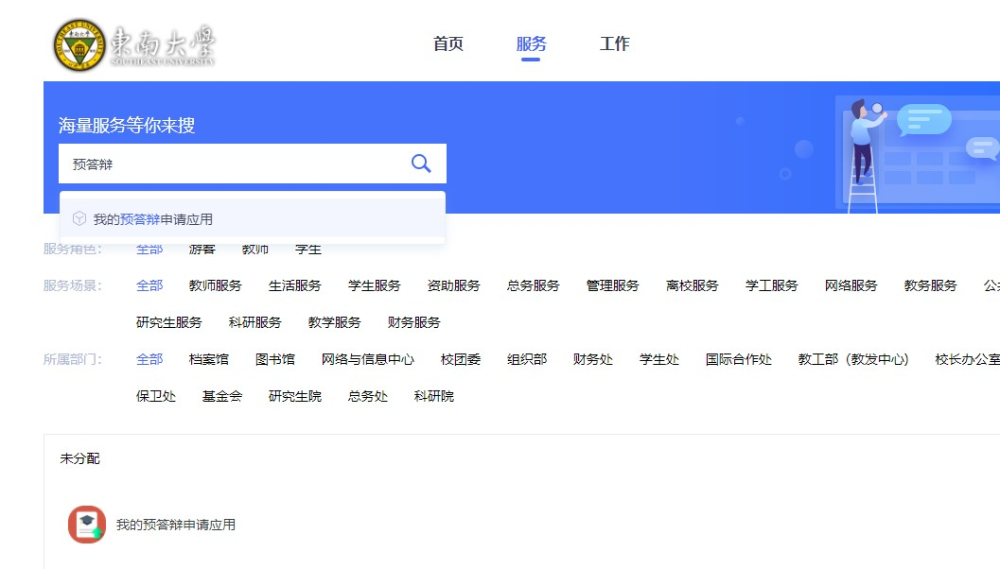 東南大學
SOUTHEAST UNIVERSITY
首页 服务 工作
海量服务等你来搜
预答辩
我的预答辩申请应用
服务角色： 全部 游客 教师 学生
服务场景： 全部 教师服务 生活服务 学生服务 资助服务 总务服务 管理服务 离校服务 学工服务 网络服务 教务服务 公
研究生服务 科研服务 教学服务 财务服务
所属部门： 全部 档案馆 图书馆 网络与信息中心 校团委 组织部 财务处 学生处 国际合作处 教工部（教发中心） 校长办公室
保卫处 基金会 研究生院 总务处 科研院
未分配
我的预答辩申请应用